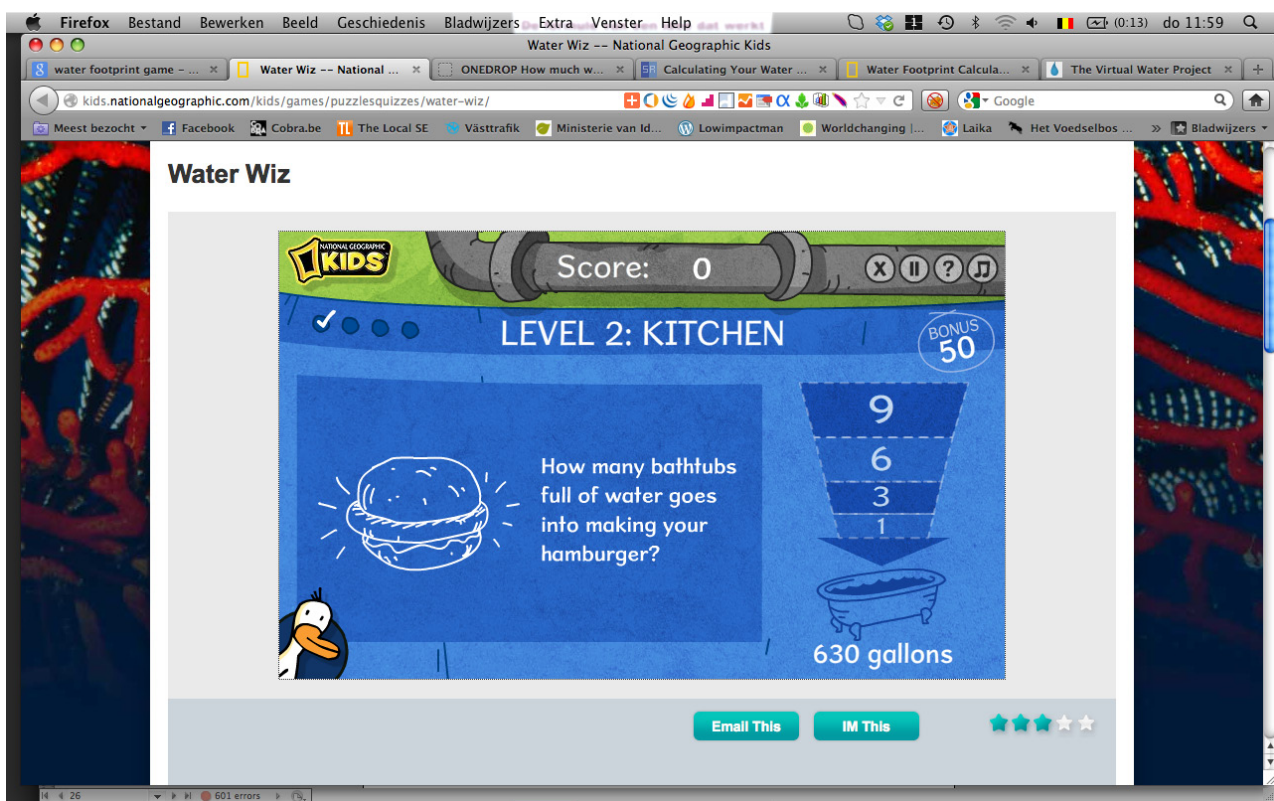 Firefox Bestand Bewerken Beeld Geschiedenis Bladwijzers Extra Venster Help (0:13) do 11:59
Water Wiz -- National Geographic Kids
water footprint game - ... Water Wiz -- National ... ONEDROP How much w... Calculating Your Water ... Water Footprint Calcula... The Virtual Water Project
kids.nationalgeographic.com/kids/games/puzzlesquizzes/water-wiz/ Google
Meest bezocht Facebook Cobra.be The Local SE Västtrafik Ministerie van Id... Lowimpactman Worldchanging |... Laika Het Voedselbos ... » Bladwijzers
Water Wiz
NATIONAL GEOGRAPHIC
KIDS
Score: 0
X II ?
LEVEL 2: KITCHEN
BONUS
50
How many bathtubs
full of water goes
into making your
hamburger?
9
6
3
1
630 gallons
Email This IM This
26 601 errors